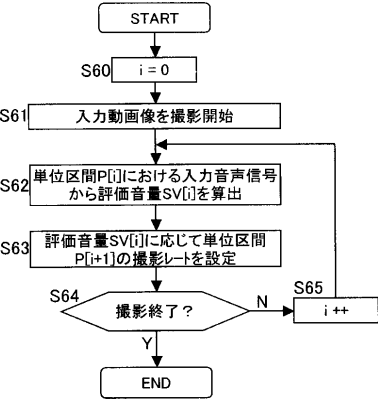 START
S60
i = 0
S61
入力動画像を撮影開始
S62
単位区間P[i]における入力音声信号
から評価音量SV[i]を算出
S63
評価音量SV[i]に応じて単位区間
P[i+1]の撮影レートを設定
S64
撮影終了？
N
S65
i ++
Y
END